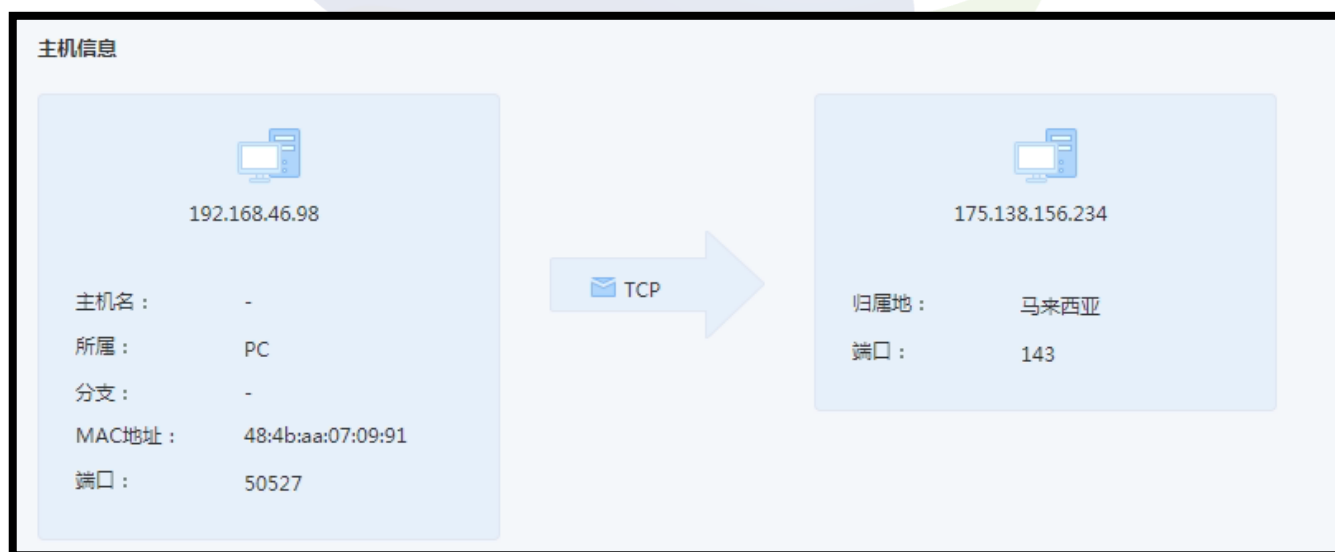 主机信息
192.168.46.98
主机名： -
所属： PC
分支： -
MAC地址： 48:4b:aa:07:09:91
端口： 50527
TCP
175.138.156.234
归属地： 马来西亚
端口： 143